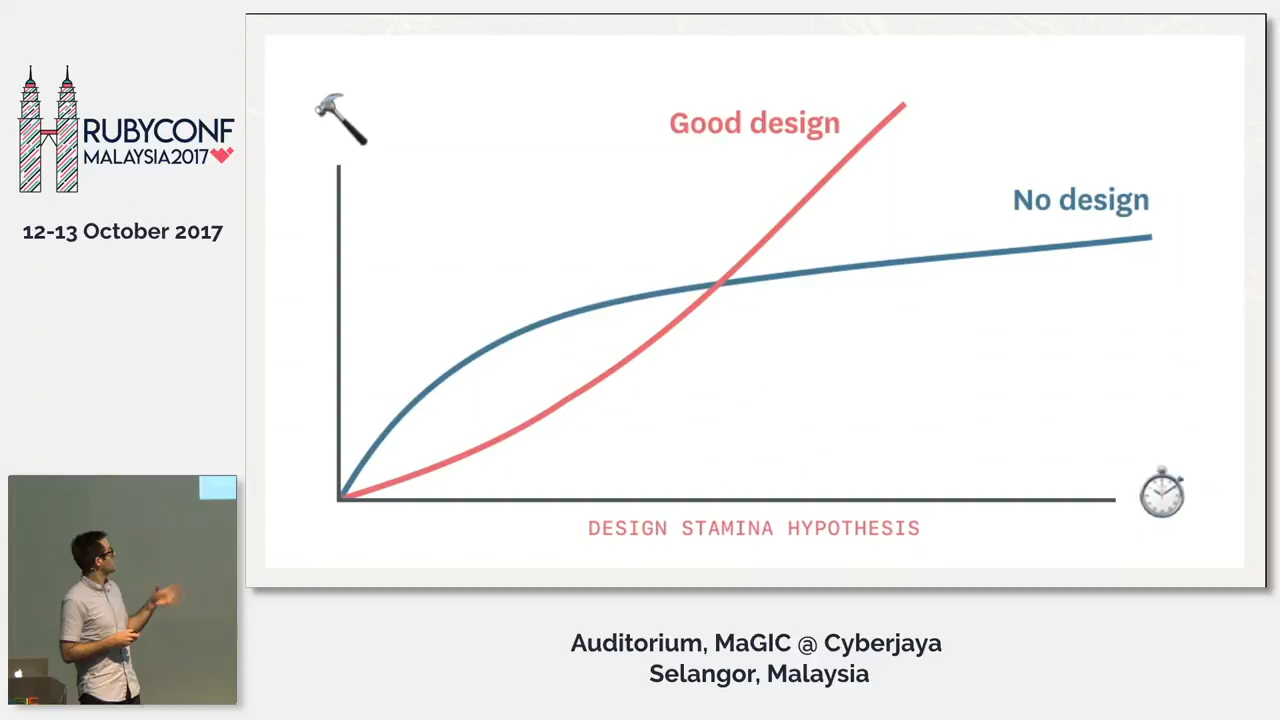 RUBYCONF
MALAYSIA2017
12-13 October 2017
Good design
No design
DESIGN STAMINA HYPOTHESIS
Auditorium, MaGIC @ Cyberjaya
Selangor, Malaysia